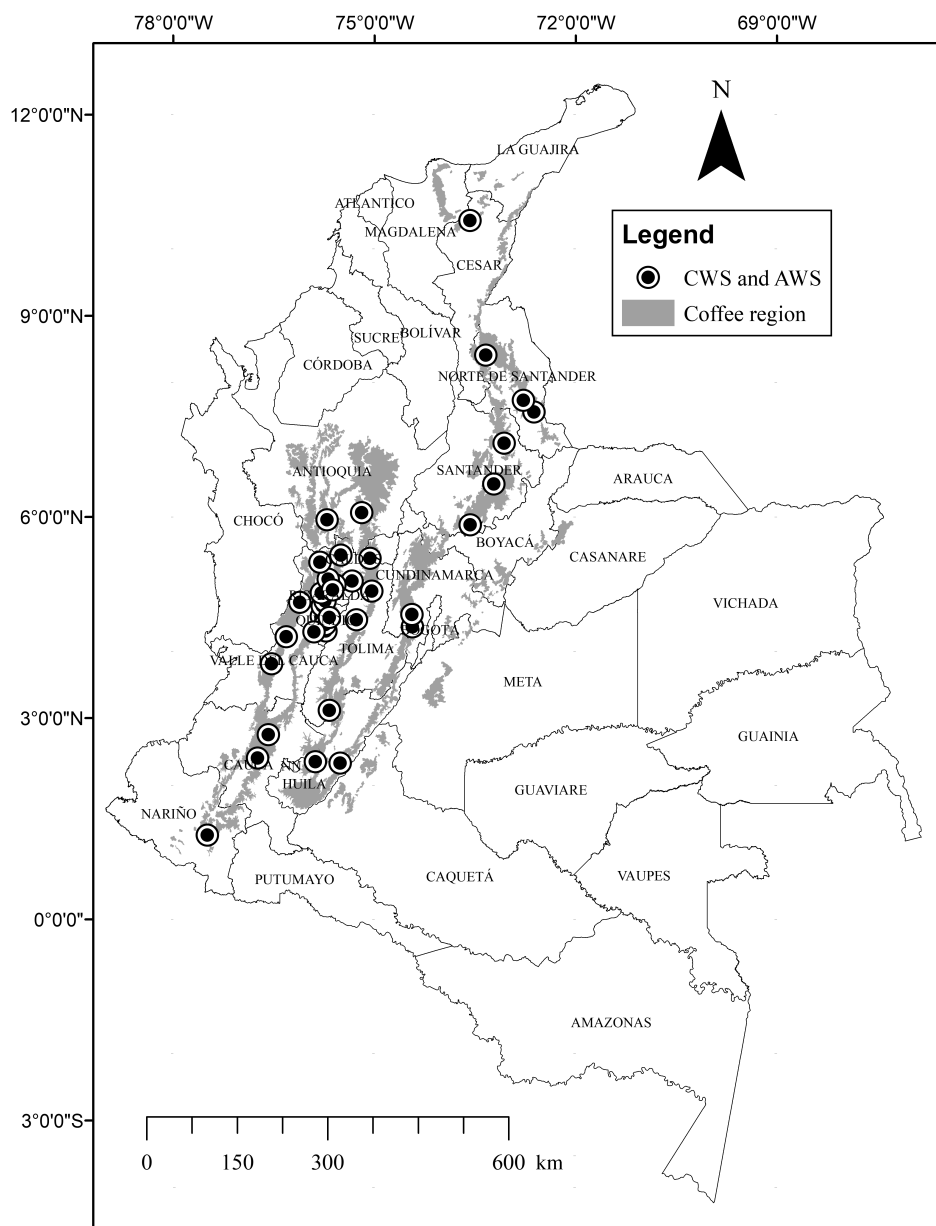 78°0'0"W
75°0'0"W
72°0'0"W
69°0'0"W
12°0'0"N
9°0'0"N
6°0'0"N
3°0'0"N
0°0'0"
3°0'0"S
N
Legend
CWS and AWS
Coffee region
LA GUAJIRA
ATLANTICO
MAGDALENA
CESAR
BOLÍVAR
SUCRE
CÓRDOBA
NORTE DE SANTANDER
ANTIOQUIA
SANTANDER
ARAUCA
CHOCÓ
BOYACÁ
CASANARE
CUNDINAMARCA
VICHADA
BOGOTÁ
TOLIMA
VALLE DEL CAUCA
META
GUAINIA
CAUCA
HUILA
GUAVIARE
NARIÑO
PUTUMAYO
CAQUETÁ
VAUPES
AMAZONAS
0
150
300
600 km